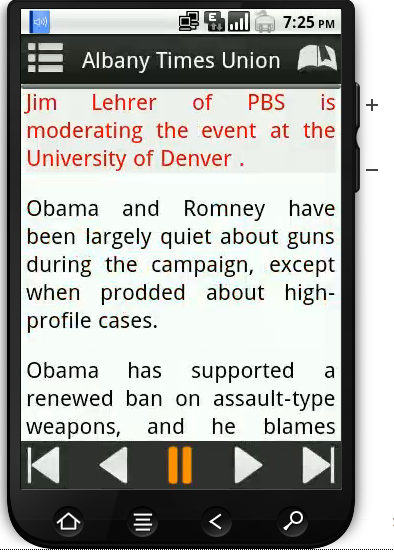 7:25 PM
Albany Times Union
Jim Lehrer of PBS is
moderating the event at the
University of Denver .
Obama and Romney have
been largely quiet about guns
during the campaign, except
when prodded about high-
profile cases.
Obama has supported a
renewed ban on assault-type
weapons, and he blames
+
−